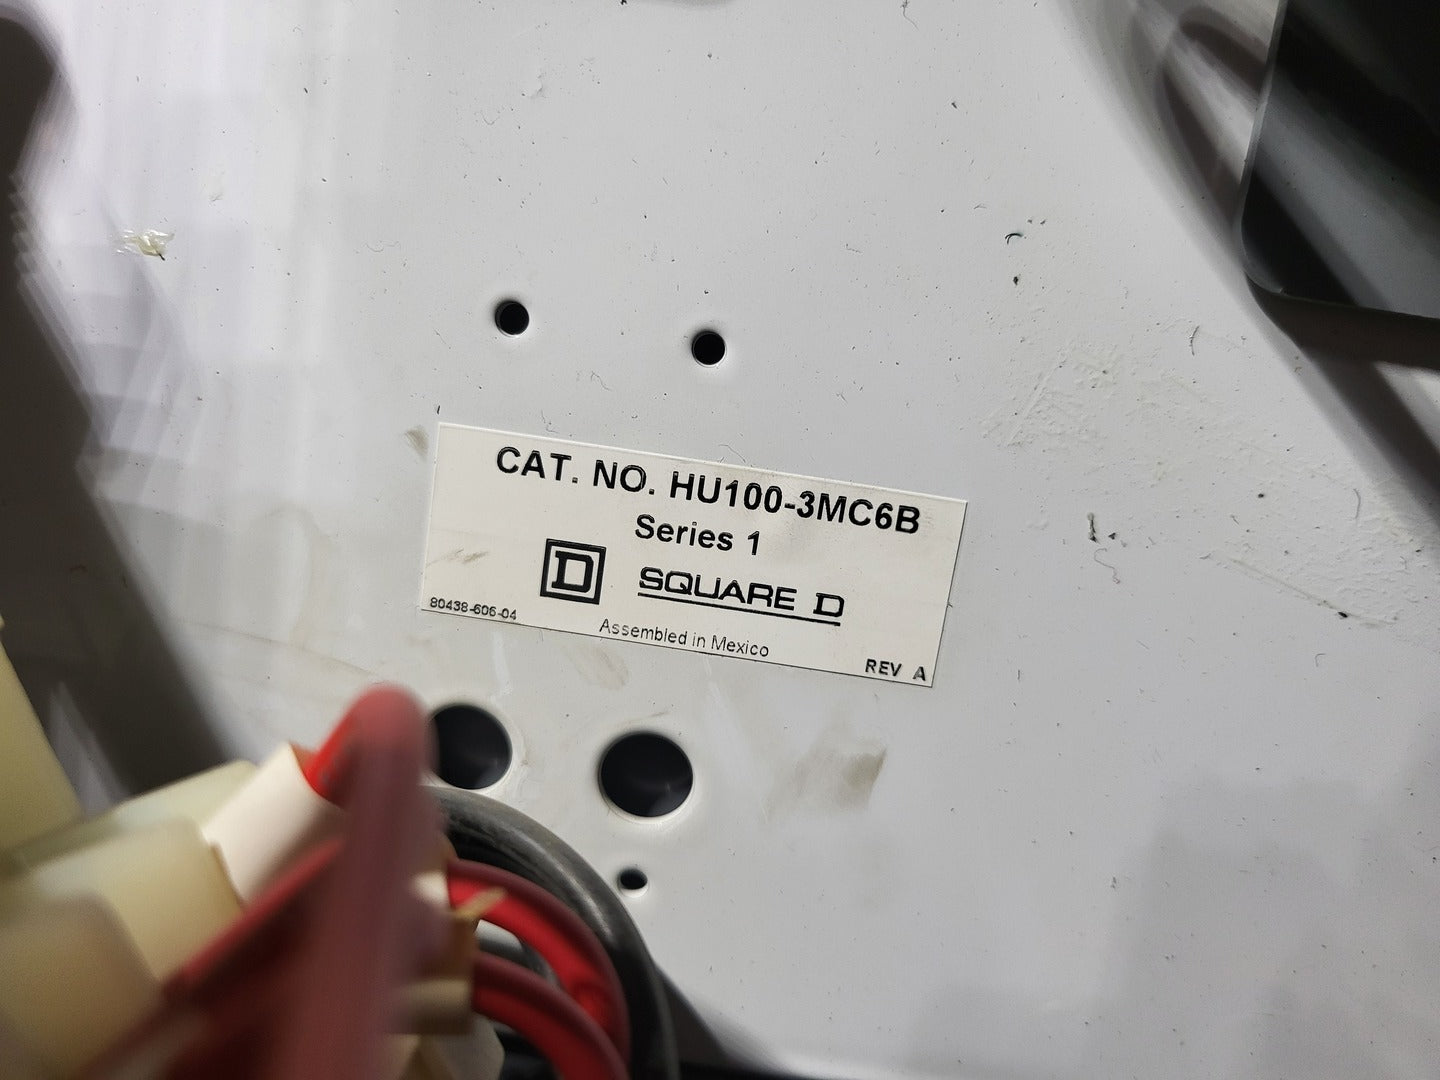 CAT. NO. HU100-3MC6B
Series 1
D SQUARE D
80438-606-04
Assembled in Mexico
REV A